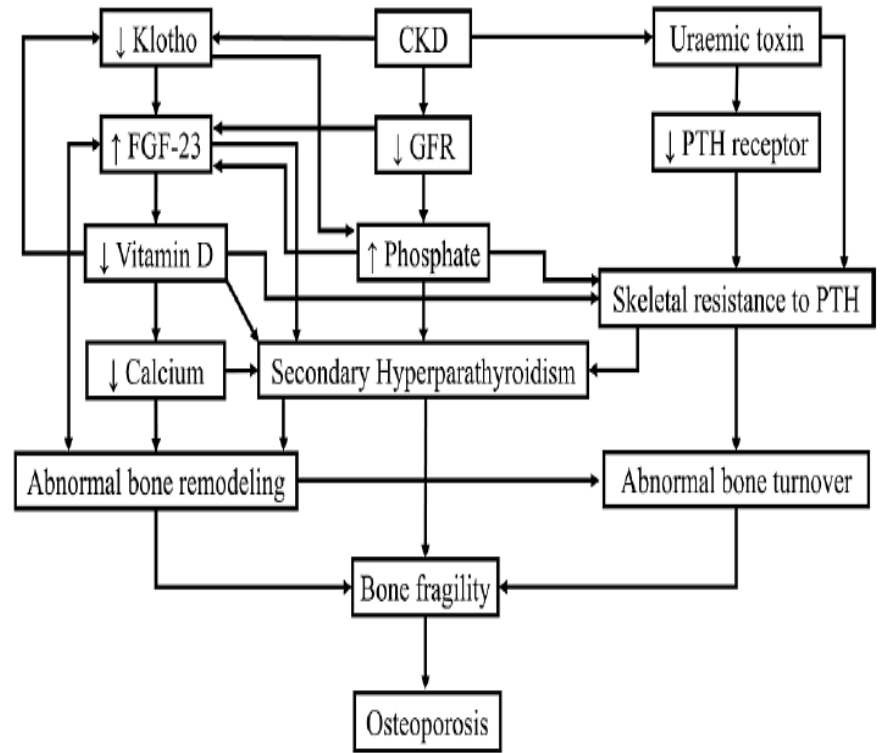 ↓ Klotho
CKD
Uraemic toxin
↑ FGF-23
↓ GFR
↓ PTH receptor
↓ Vitamin D
↑ Phosphate
Skeletal resistance to PTH
↓ Calcium
Secondary Hyperparathyroidism
Abnormal bone remodeling
Abnormal bone turnover
Bone fragility
Osteoporosis